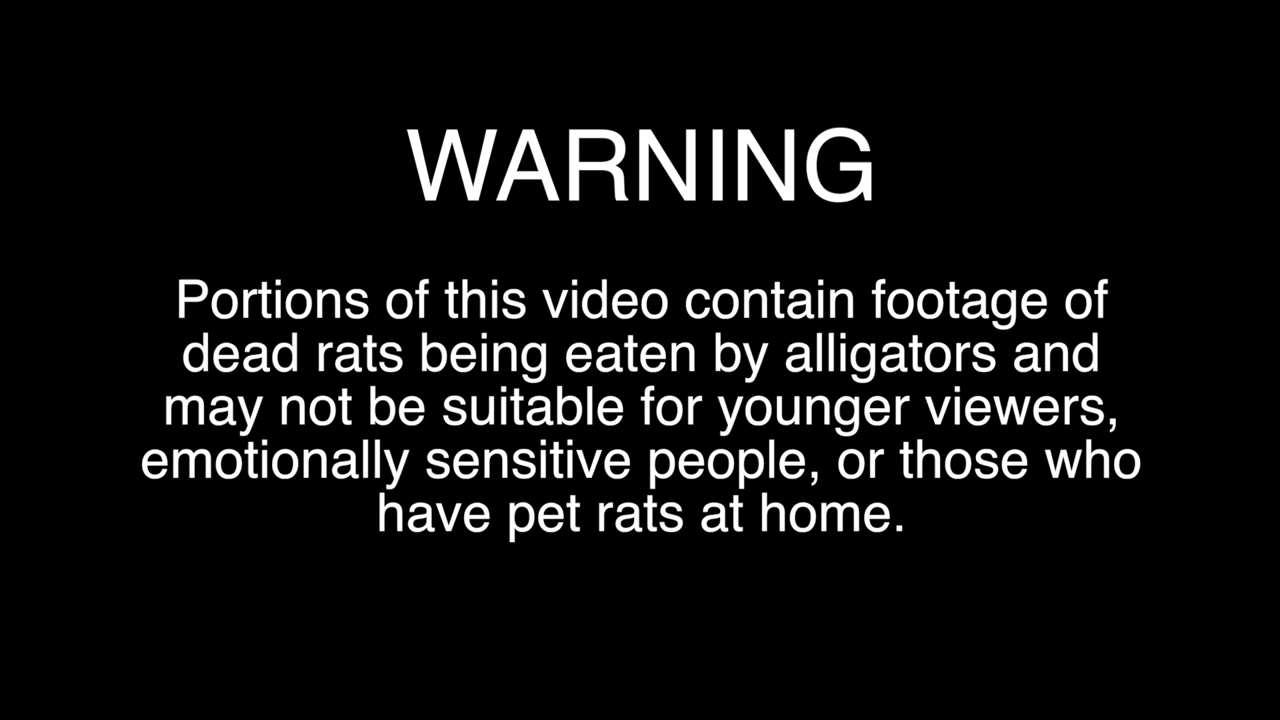 WARNING
Portions of this video contain footage of
dead rats being eaten by alligators and
may not be suitable for younger viewers,
emotionally sensitive people, or those who
have pet rats at home.